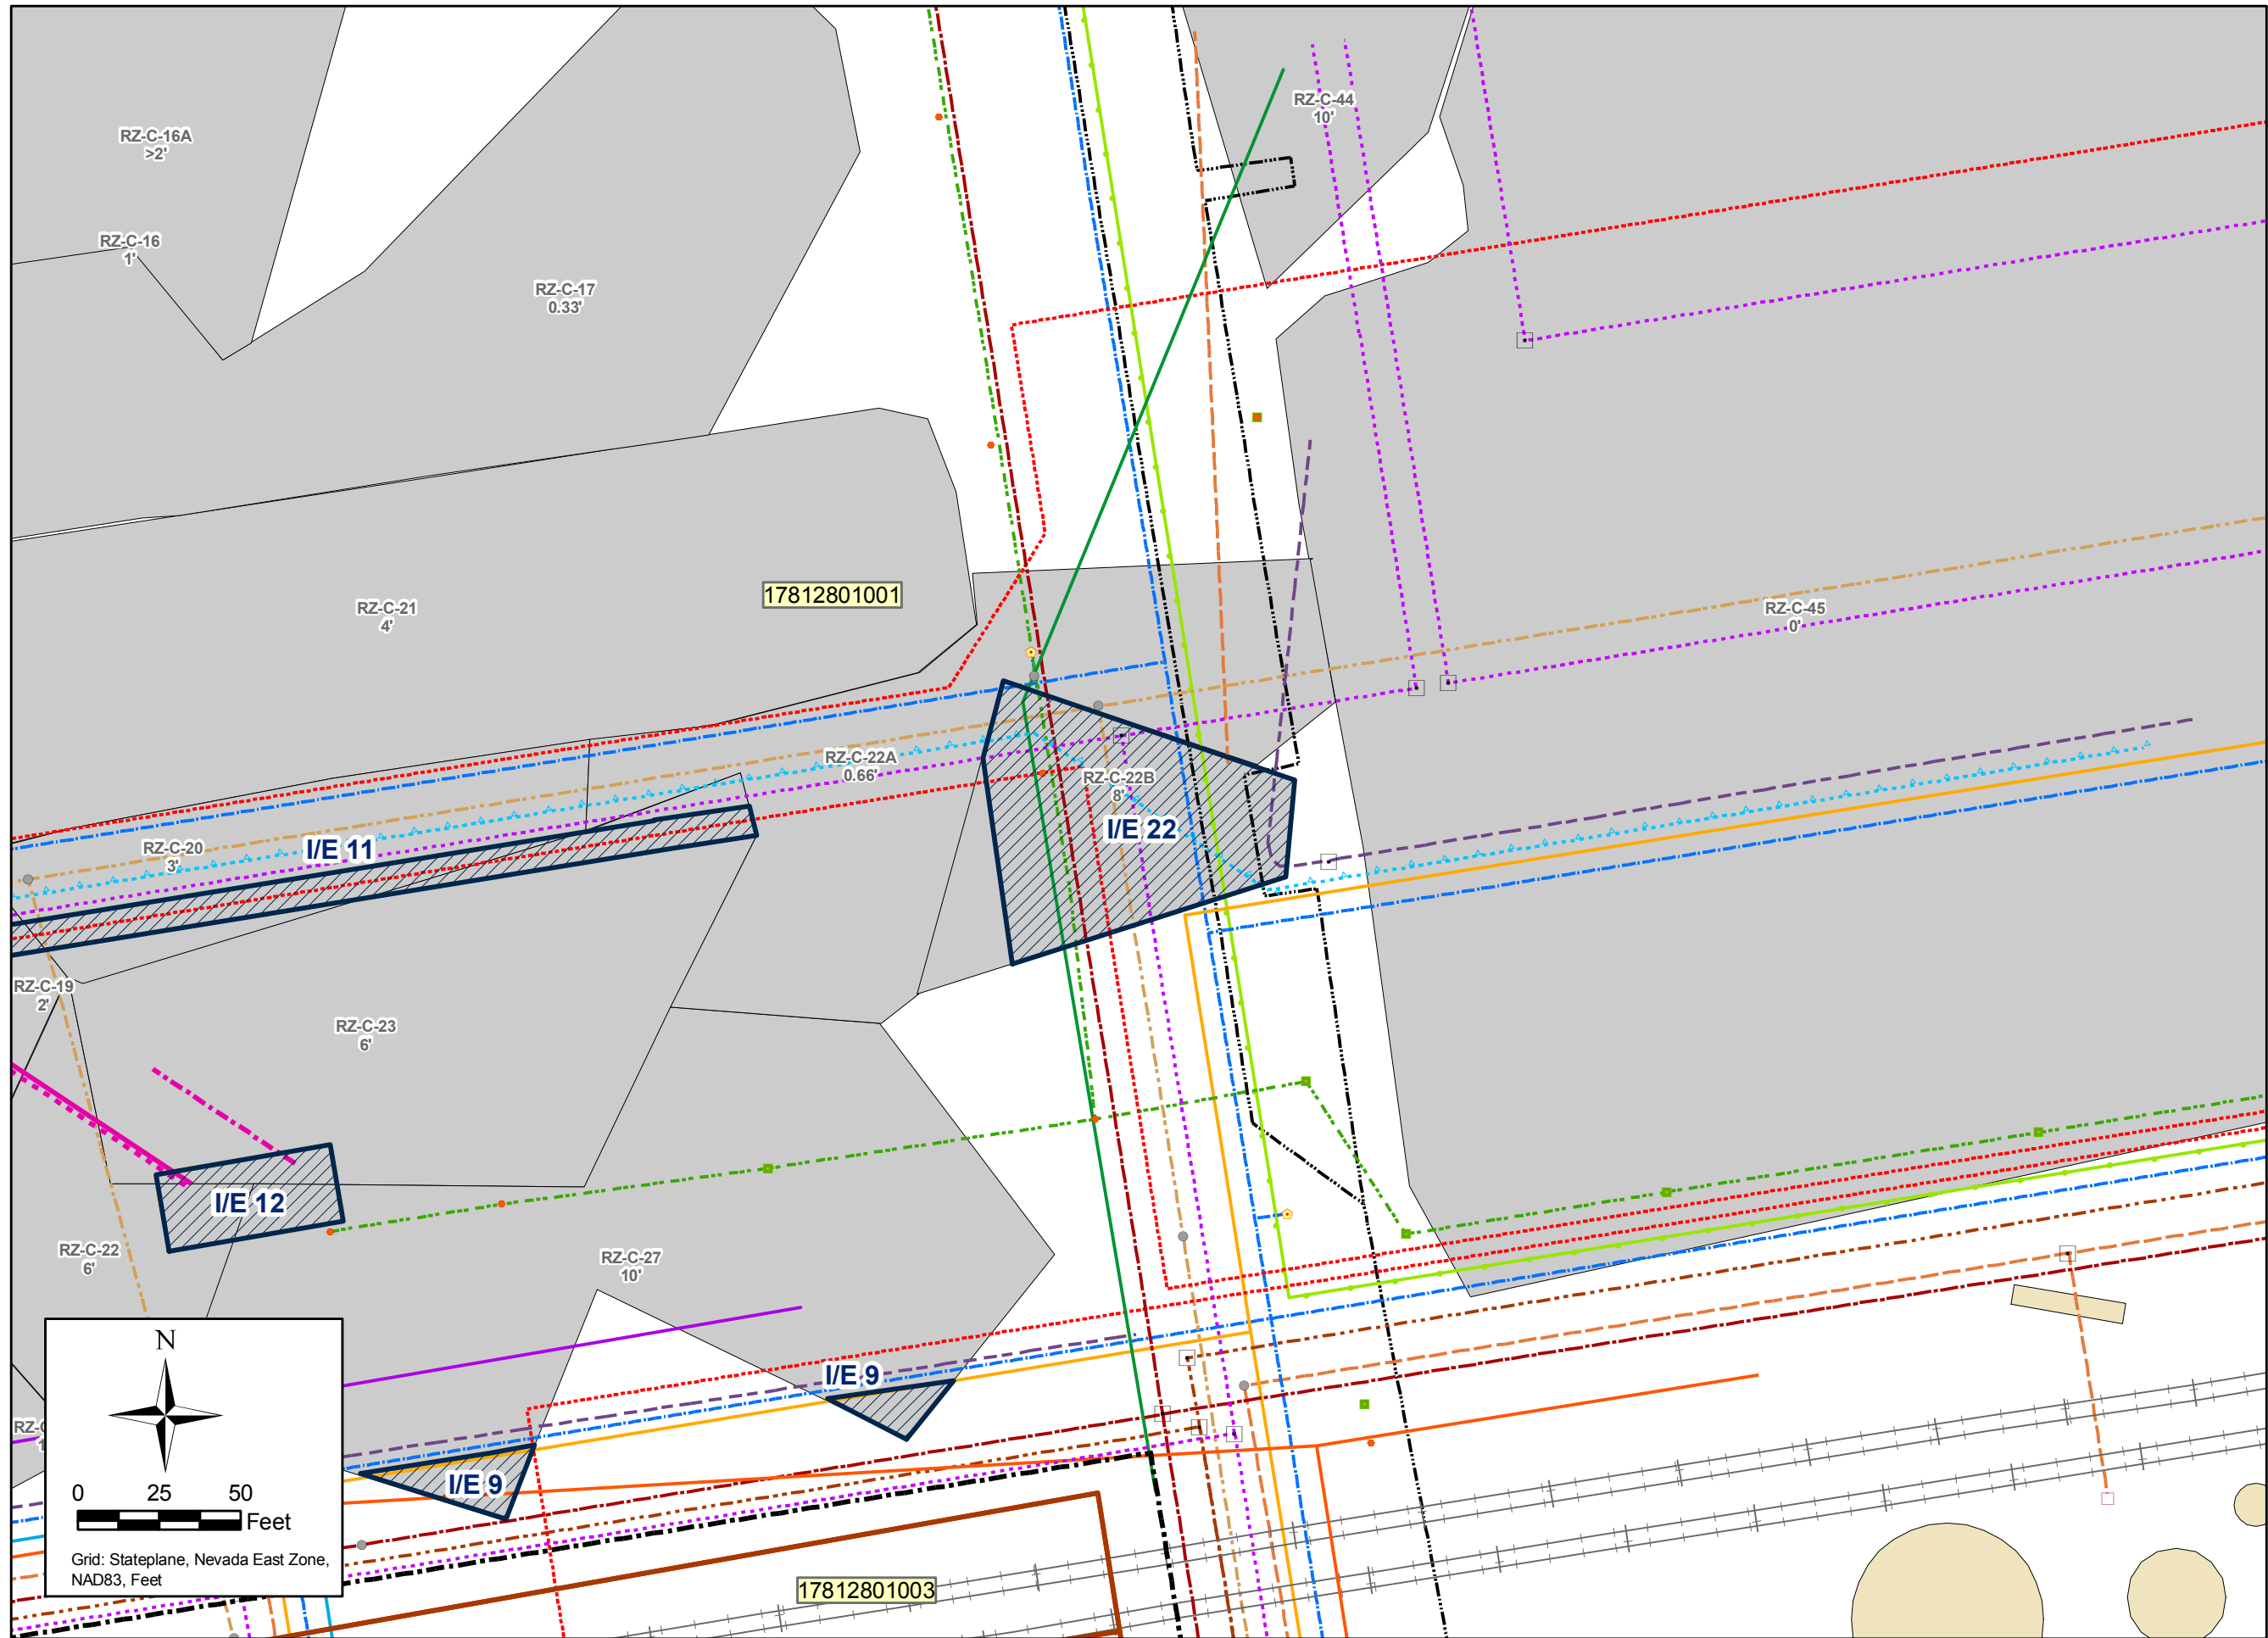 RZ-C-16A
>2'
RZ-C-44
10'
RZ-C-16
1'
RZ-C-17
0.33'
17812801001
RZ-C-21
4'
RZ-C-45
0'
RZ-C-22A
0.66'
RZ-C-22B
8'
I/E 22
I/E 11
RZ-C-20
3'
RZ-C-19
2'
RZ-C-23
6'
I/E 12
RZ-C-22
6'
RZ-C-27
10'
I/E 9
I/E 9
N
0 25 50
Feet
Grid: Stateplane, Nevada East Zone,
NAD83, Feet
17812801003